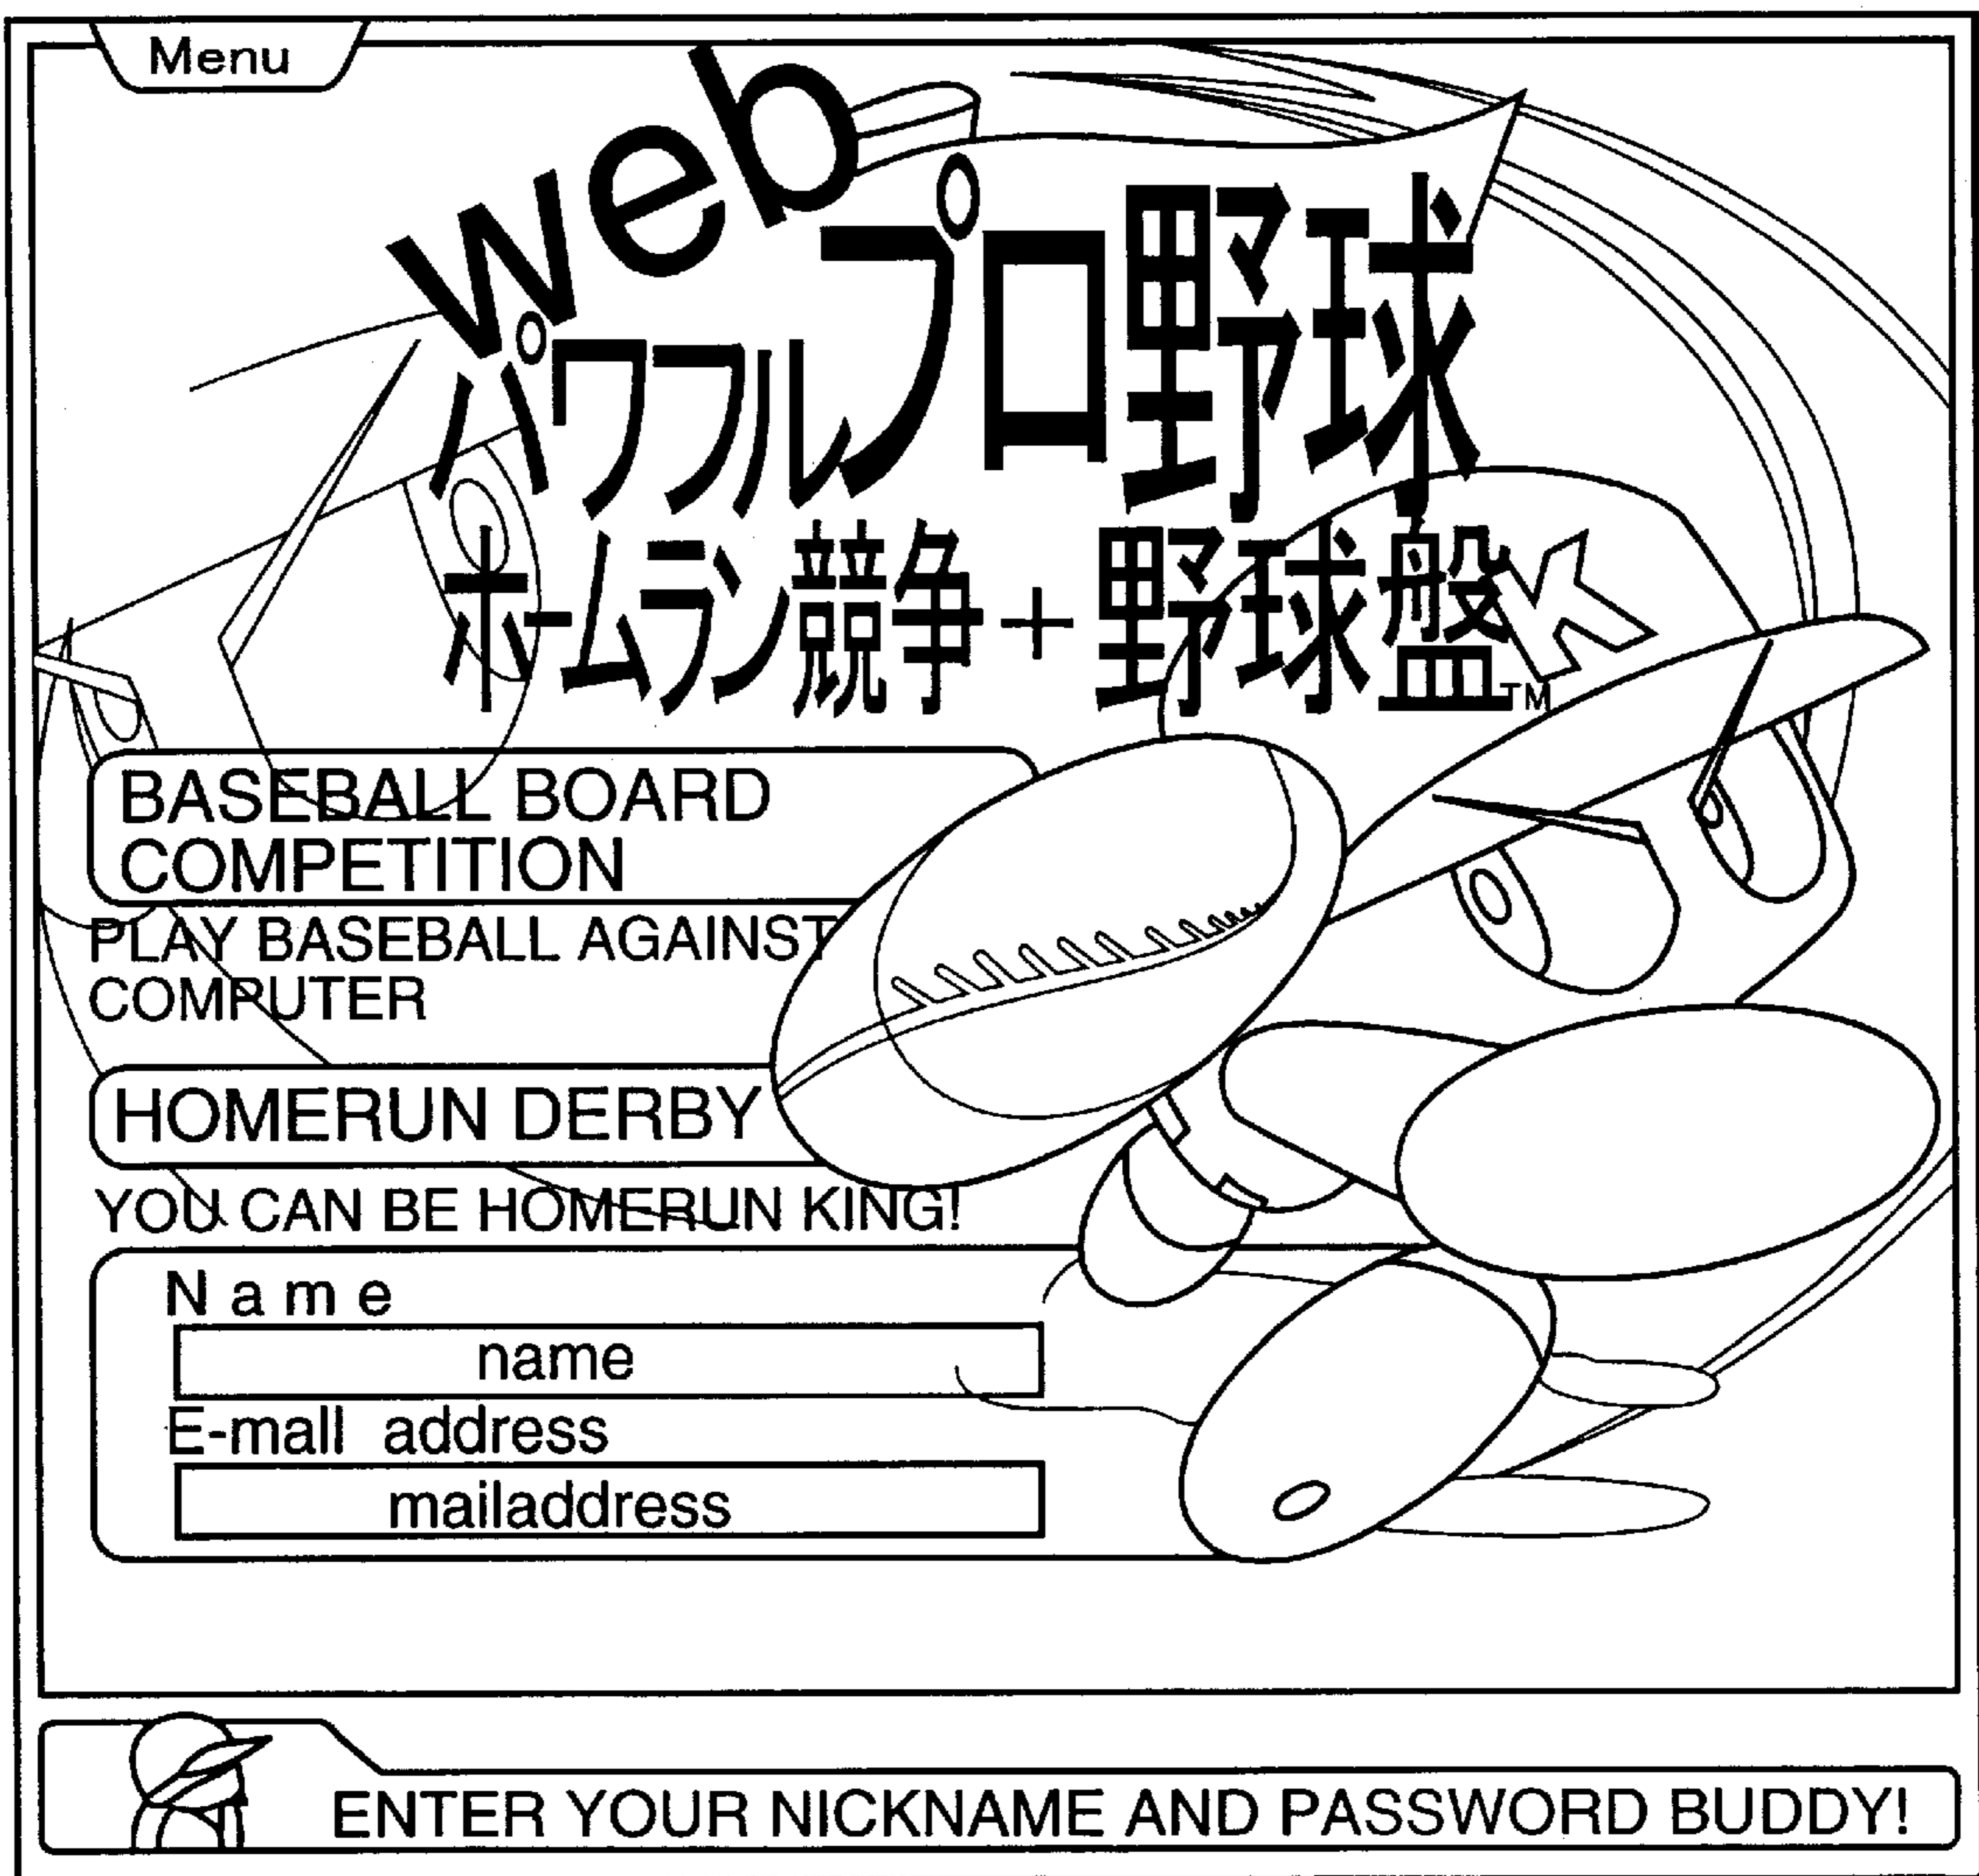 Menu
web
パワフルプロ野球
ホームラン競争+野球盤
TM
K
BASEBALL BOARD
COMPETITION
PLAY BASEBALL AGAINST
COMPUTER
HOMERUN DERBY
YOU CAN BE HOMERUN KING!
Name
name
E-mall address
mailaddress
ENTER YOUR NICKNAME AND PASSWORD BUDDY!